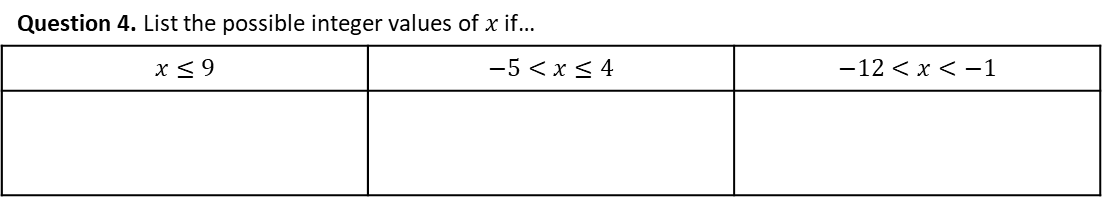 Question 4. List the possible integer values of x if...
x ≤ 9
−5 < x ≤ 4
−12 < x < −1